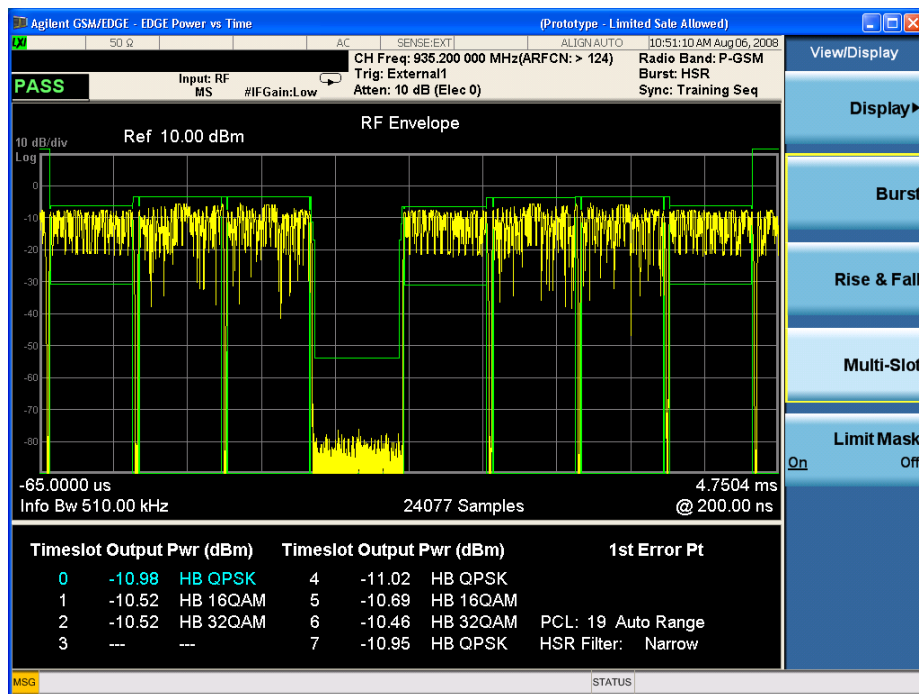 Agilent GSM/EDGE - EDGE Power vs Time (Prototype - Limited Sale Allowed)
LXI 50 Ω AC SENSE:EXT ALIGN AUTO 10:51:10 AM Aug 06, 2008
CH Freq: 935.200 000 MHz(ARFCN: > 124) Radio Band: P-GSM
Trig: External1 Burst: HSR
Atten: 10 dB (Elec 0) Sync: Training Seq
PASS
Input: RF
MS #IFGain:Low
View/Display
Display
Burst
Rise & Fall
Multi-Slot
Limit Mask
On Off
RF Envelope
10 dB/div Ref 10.00 dBm
Log
0
-10
-20
-30
-40
-50
-60
-70
-80
-65.0000 us 4.7504 ms
Info Bw 510.00 kHz 24077 Samples @ 200.00 ns
Timeslot Output Pwr (dBm) Timeslot Output Pwr (dBm) 1st Error Pt
0 -10.98 HB QPSK 4 -11.02 HB QPSK
1 -10.52 HB 16QAM 5 -10.69 HB 16QAM
2 -10.52 HB 32QAM 6 -10.46 HB 32QAM PCL: 19 Auto Range
3 --- --- 7 -10.95 HB QPSK HSR Filter: Narrow
MSG STATUS